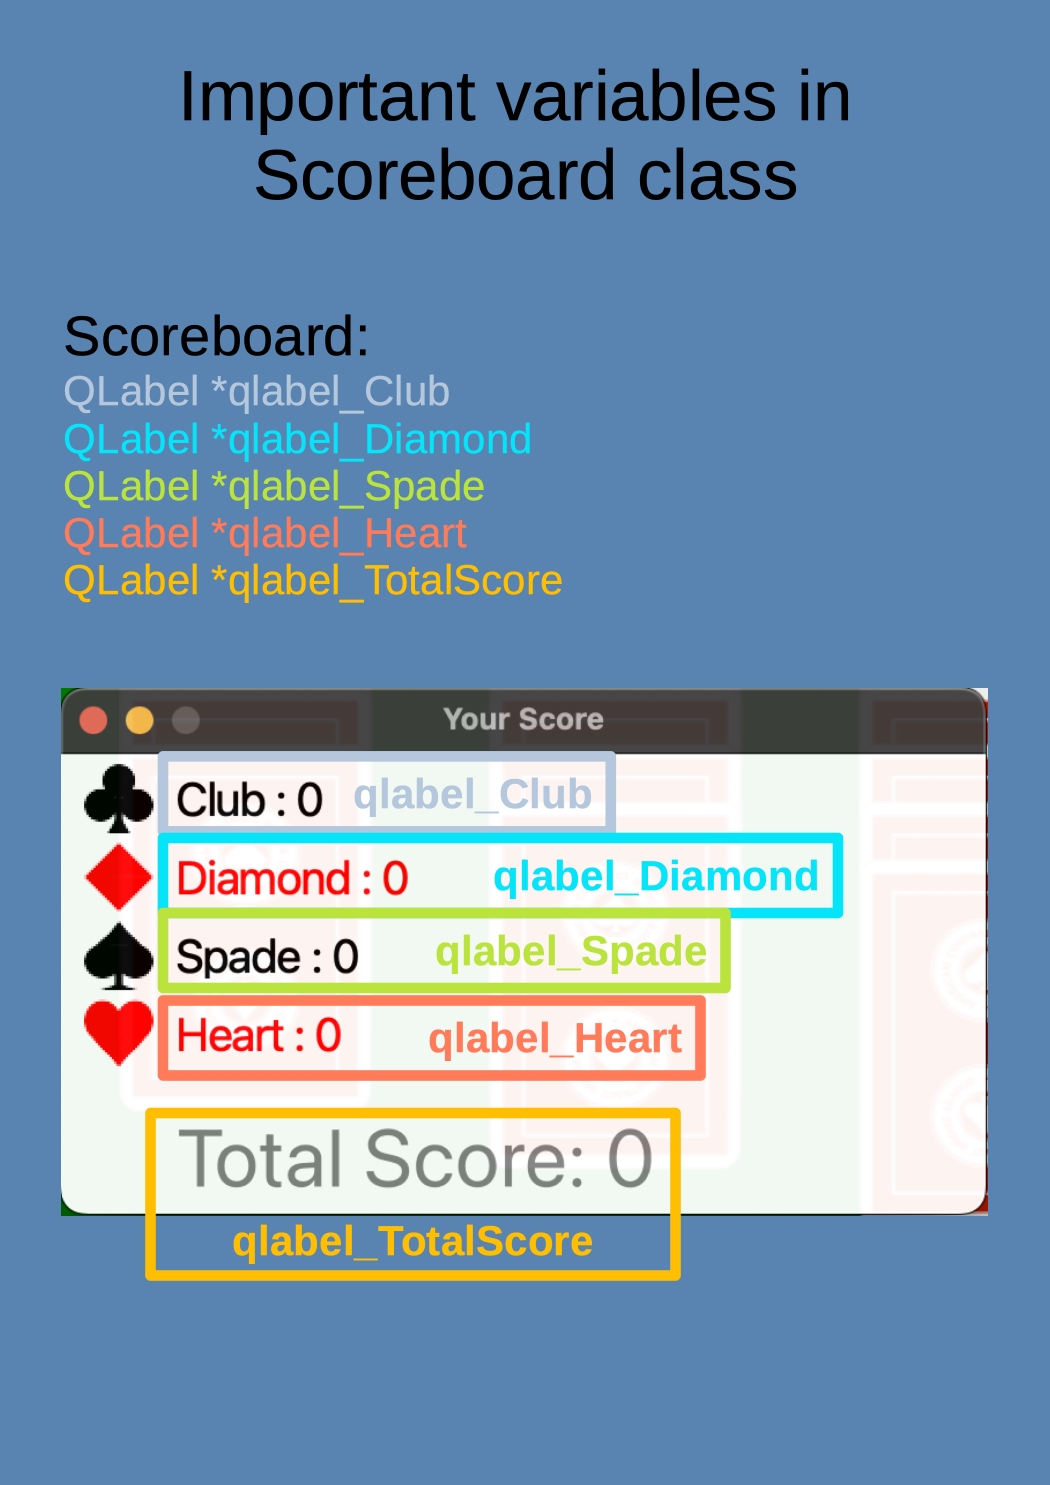 Important variables in
Scoreboard class
Scoreboard:
QLabel *qlabel_Club
QLabel *qlabel_Diamond
QLabel *qlabel_Spade
QLabel *qlabel_Heart
QLabel *qlabel_TotalScore
Your Score
Club : 0 qlabel_Club
Diamond : 0 qlabel_Diamond
Spade : 0 qlabel_Spade
Heart : 0 qlabel_Heart
Total Score: 0
qlabel_TotalScore